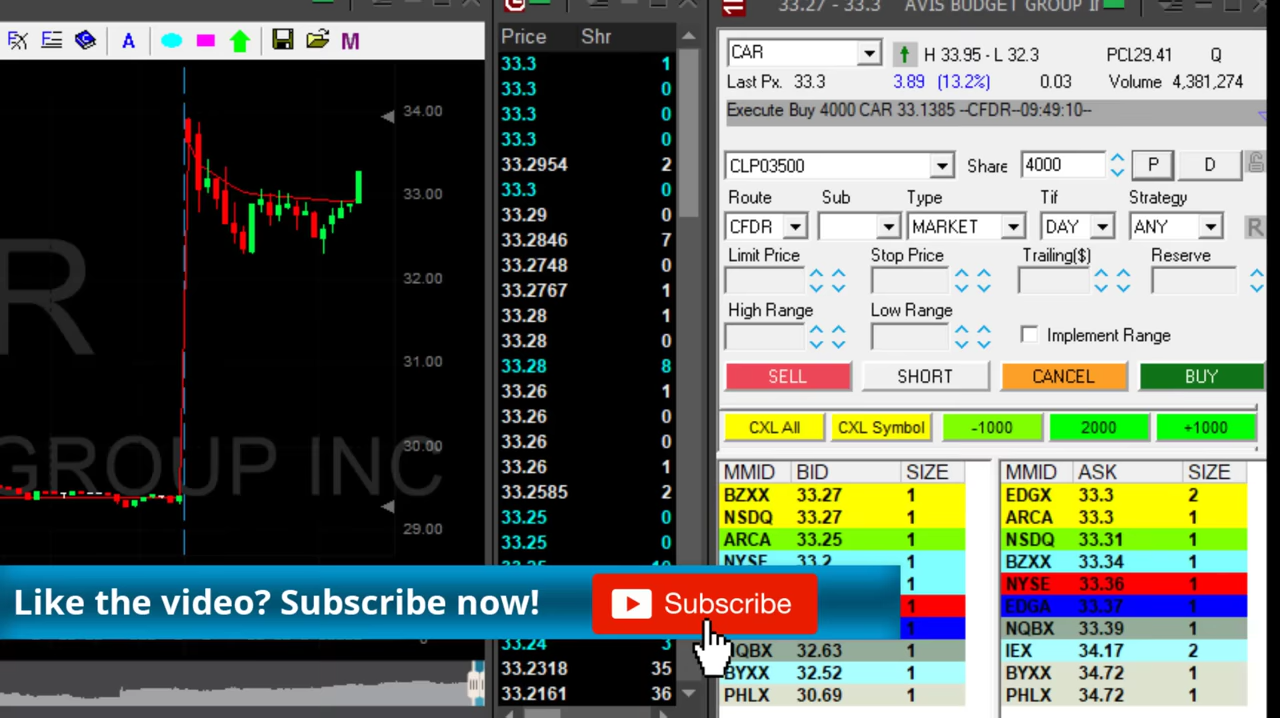 33.27 - 33.3 AVIS BUDGET GROUP
A M
Price Shr
33.3 1
33.3 0
33.3 0
33.3 0
33.2954 2
33.3 0
33.29 0
33.2846 7
33.2748 0
33.2767 1
33.28 1
33.28 0
33.28 8
33.26 1
33.26 0
33.26 0
33.26 1
33.2585 2
33.25 0
33.25 0
33.24 3
33.2318 35
33.2161 36
34.00
33.00
32.00
31.00
30.00
29.00
R
GROUP INC
CAR H 33.95 - L 32.3 PCL29.41 Q
Last Px. 33.3 3.89 (13.2%) 0.03 Volume 4,381,274
Execute Buy 4000 CAR 33.1385 --CFDR--09:49:10--
CLP03500 Share 4000 P D
Route Sub Type Tif Strategy
CFDR MARKET DAY ANY R
Limit Price Stop Price Trailing($) Reserve
High Range Low Range
Implement Range
SELL SHORT CANCEL BUY
CXL All CXL Symbol -1000 2000 +1000
MMID BID SIZE MMID ASK SIZE
BZXX 33.27 1 EDGX 33.3 2
NSDQ 33.27 1 ARCA 33.3 1
ARCA 33.25 1 NSDQ 33.31 1
NYSE 33.2 1 BZXX 33.34 1
1 NYSE 33.36 1
1 EDGA 33.37 1
1 NQBX 33.39 1
NQBX 32.63 1 IEX 34.17 2
BYXX 32.52 1 BYXX 34.72 1
PHLX 30.69 1 PHLX 34.72 1
Like the video? Subscribe now! Subscribe